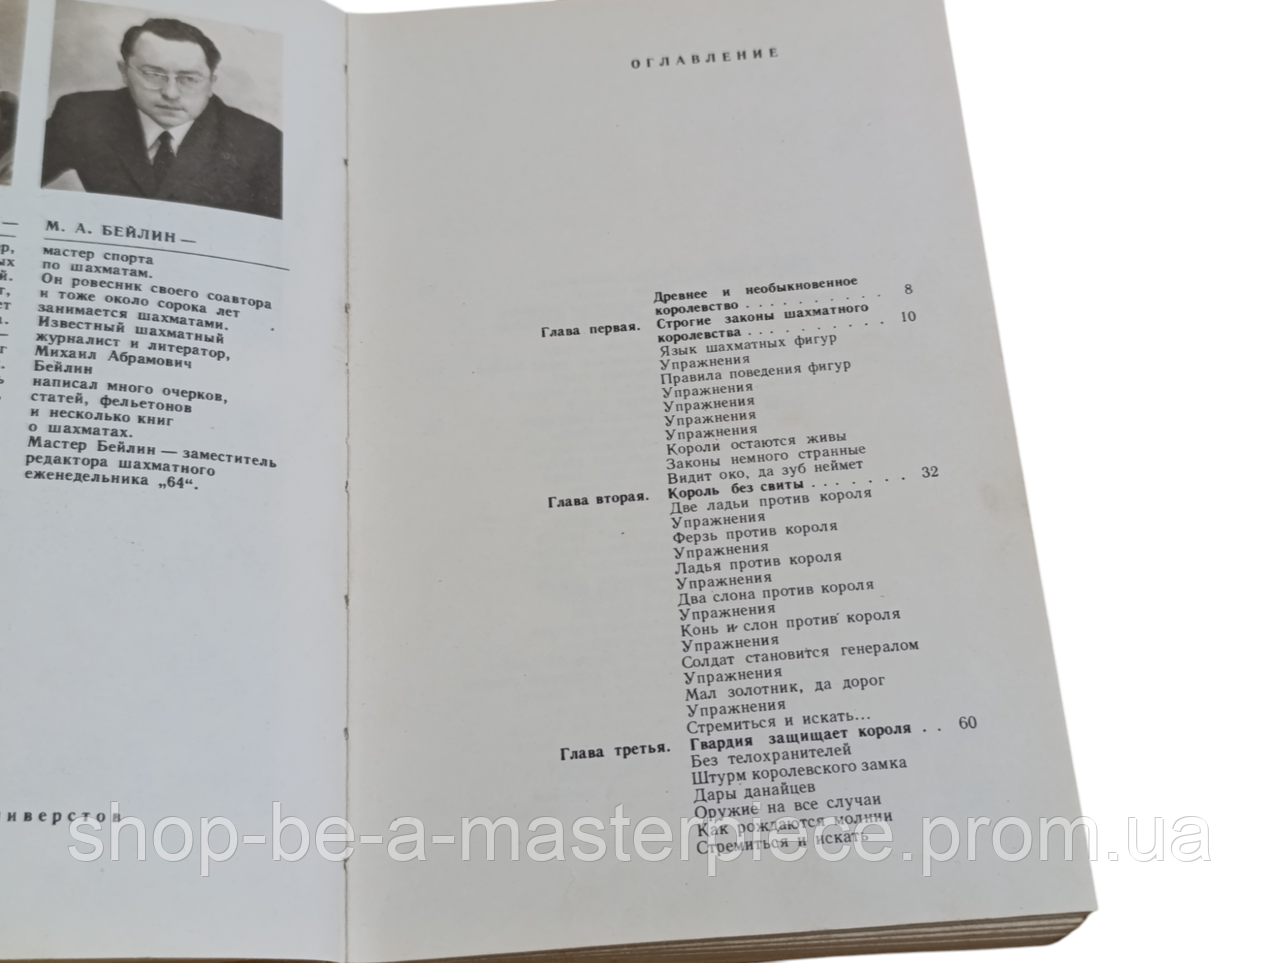 —
ер,
ых
й.
г,
ет
а.
—
г
.
ь
М. А. БЕЙЛИН —
мастер спорта
по шахматам.
Он ровесник своего соавтора
и тоже около сорока лет
занимается шахматами.
Известный шахматный
журналист и литератор,
Михаил Абрамович
Бейлин
написал много очерков,
статей, фельетонов
и несколько книг
о шахматах.
Мастер Бейлин — заместитель
редактора шахматного
еженедельника „64“.
иверстов
ОГЛАВЛЕНИЕ
Древнее и необыкновенное
королевство . . . . . . . . . . 8
Глава первая. Строгие законы шахматного
королевства . . . . . . . . . . 10
Язык шахматных фигур
Упражнения
Правила поведения фигур
Упражнения
Упражнения
Упражнения
Упражнения
Короли остаются живы
Законы немного странные
Видит око, да зуб неймет
Глава вторая. Король без свиты . . . . . . . 32
Две ладьи против короля
Упражнения
Ферзь против короля
Упражнения
Ладья против короля
Упражнения
Два слона против короля
Упражнения
Конь и слон против короля
Упражнения
Солдат становится генералом
Упражнения
Мал золотник, да дорог
Упражнения
Стремиться и искать...
Глава третья. Гвардия защищает короля . . 60
Без телохранителей
Штурм королевского замка
Дары данайцев
Оружие на все случаи
Как рождаются молнии
Стремиться и искать
shop-be-a-masterpiece.prom.ua